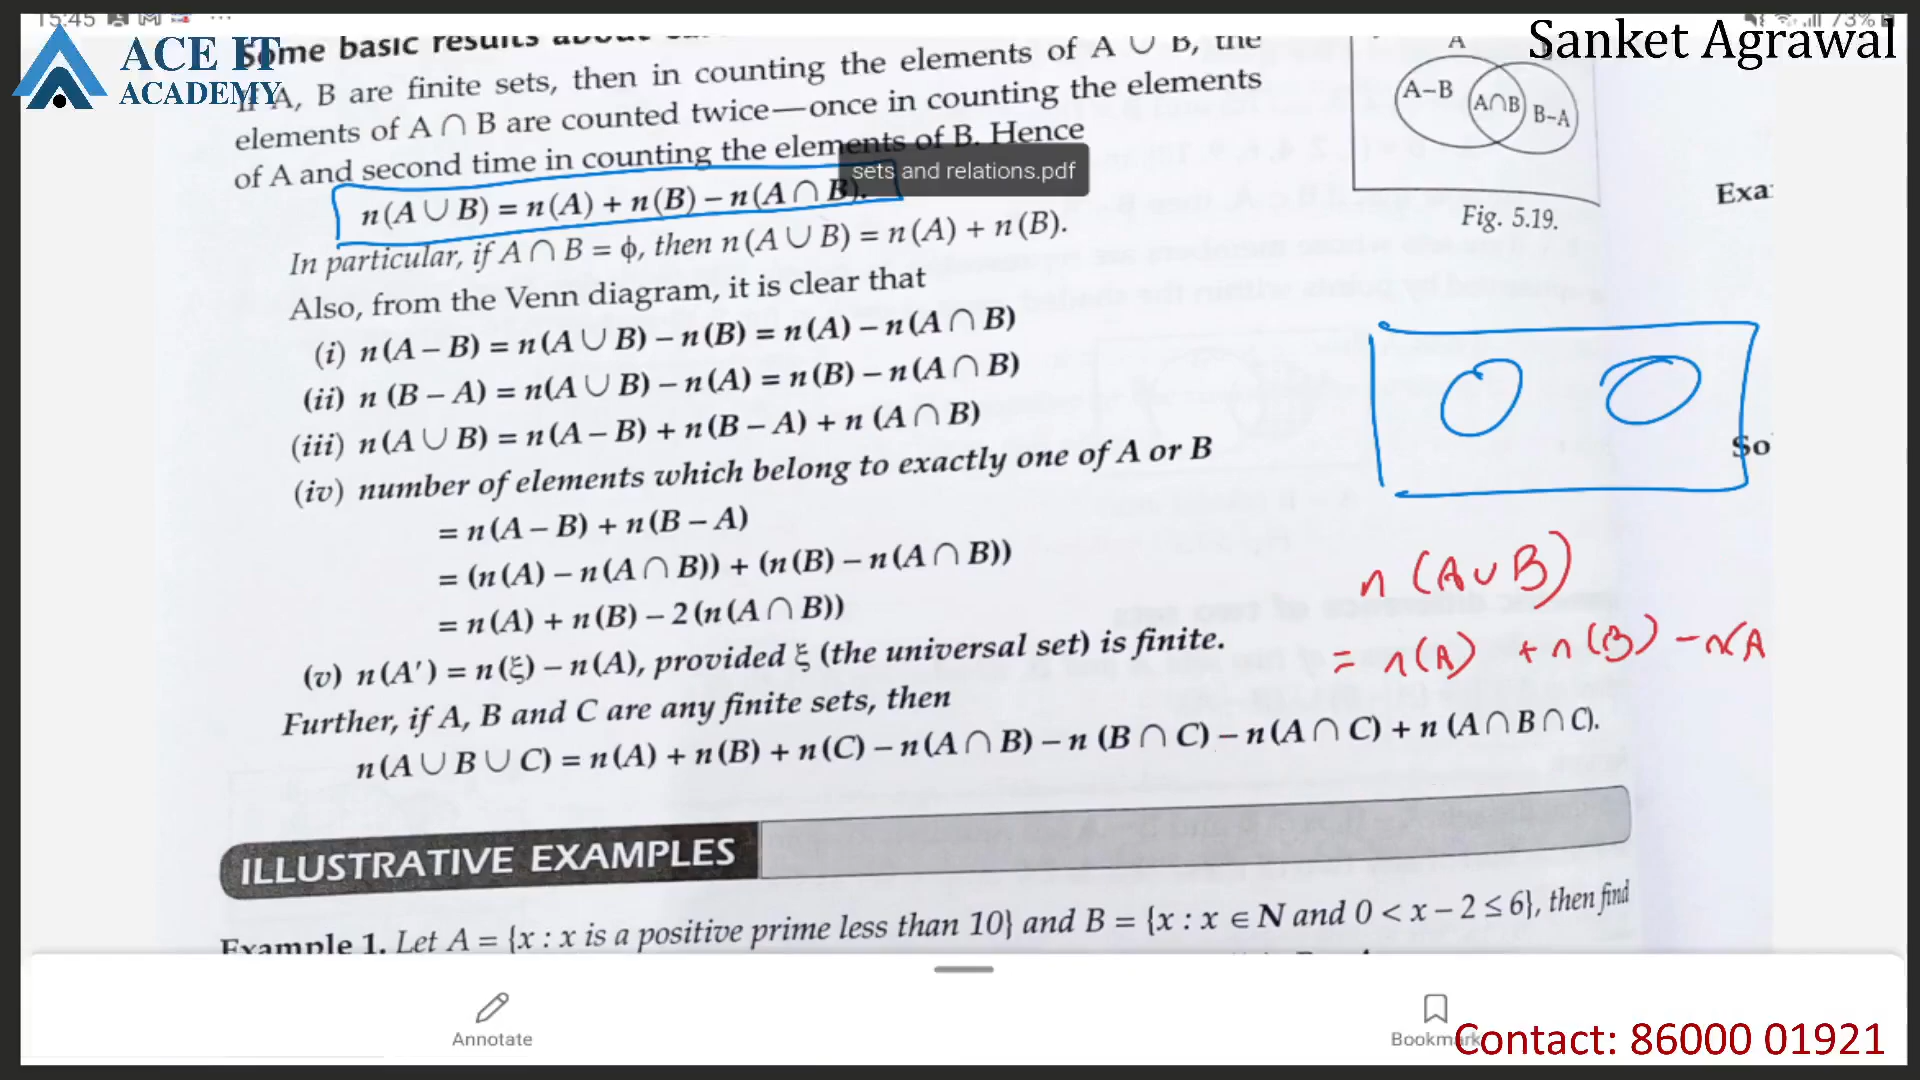 15:45
73%
ACE IT
ACADEMY
Sanket Agrawal
Some basic results about
If A, B are finite sets, then in counting the elements of A ∪ B, the
elements of A ∩ B are counted twice—once in counting the elements
of A and second time in counting the elements of B. Hence
sets and relations.pdf
n(A ∪ B) = n(A) + n(B) – n(A ∩ B).
In particular, if A ∩ B = ϕ, then n(A ∪ B) = n(A) + n(B).
Also, from the Venn diagram, it is clear that
(i) n(A – B) = n(A ∪ B) – n(B) = n(A) – n(A ∩ B)
(ii) n (B – A) = n(A ∪ B) – n(A) = n(B) – n(A ∩ B)
(iii) n(A ∪ B) = n(A – B) + n(B – A) + n (A ∩ B)
(iv) number of elements which belong to exactly one of A or B
= n(A – B) + n(B – A)
= (n(A) – n(A ∩ B)) + (n(B) – n(A ∩ B))
= n(A) + n(B) – 2(n(A ∩ B))
(v) n(A') = n(ξ) – n(A), provided ξ (the universal set) is finite.
Further, if A, B and C are any finite sets, then
n(A ∪ B ∪ C) = n(A) + n(B) + n(C) – n(A ∩ B) – n (B ∩ C) – n(A ∩ C) + n (A ∩ B ∩ C).
A
A–B
A∩B
B–A
Fig. 5.19.
Exa
So
n (A∪B)
= n(A) + n(B) – n(A
ILLUSTRATIVE EXAMPLES
Example 1. Let A = {x : x is a positive prime less than 10} and B = {x : x ∈ N and 0 < x – 2 ≤ 6}, then find
Annotate
Bookmark
Contact: 86000 01921